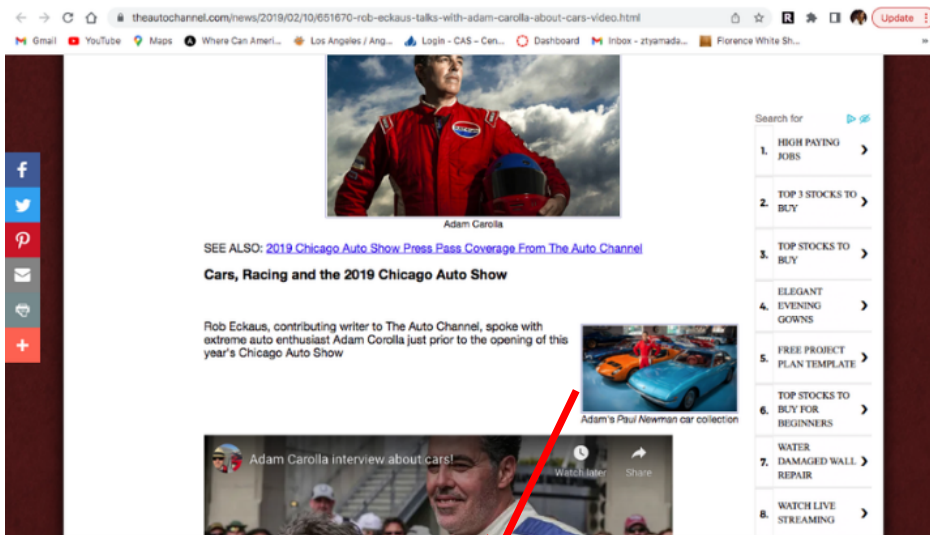 theautochannel.com/news/2019/02/10/651670-rob-eckaus-talks-with-adam-carolla-about-cars-video.html
Update
Gmail
YouTube
Maps
Where Can Ameri...
Los Angeles / Ang...
Login - CAS – Cen...
Dashboard
Inbox - ztyamada...
Florence White Sh...
Adam Carolla
SEE ALSO: 2019 Chicago Auto Show Press Pass Coverage From The Auto Channel
Cars, Racing and the 2019 Chicago Auto Show
Rob Eckaus, contributing writer to The Auto Channel, spoke with
extreme auto enthusiast Adam Corolla just prior to the opening of this
year's Chicago Auto Show
Adam's Paul Newman car collection
Adam Carolla interview about cars!
Watch later
Share
Search for
1. HIGH PAYING
JOBS
2. TOP 3 STOCKS TO
BUY
3. TOP STOCKS TO
BUY
4. ELEGANT
EVENING
GOWNS
5. FREE PROJECT
PLAN TEMPLATE
6. TOP STOCKS TO
BUY FOR
BEGINNERS
7. WATER
DAMAGED WALL
REPAIR
8. WATCH LIVE
STREAMING